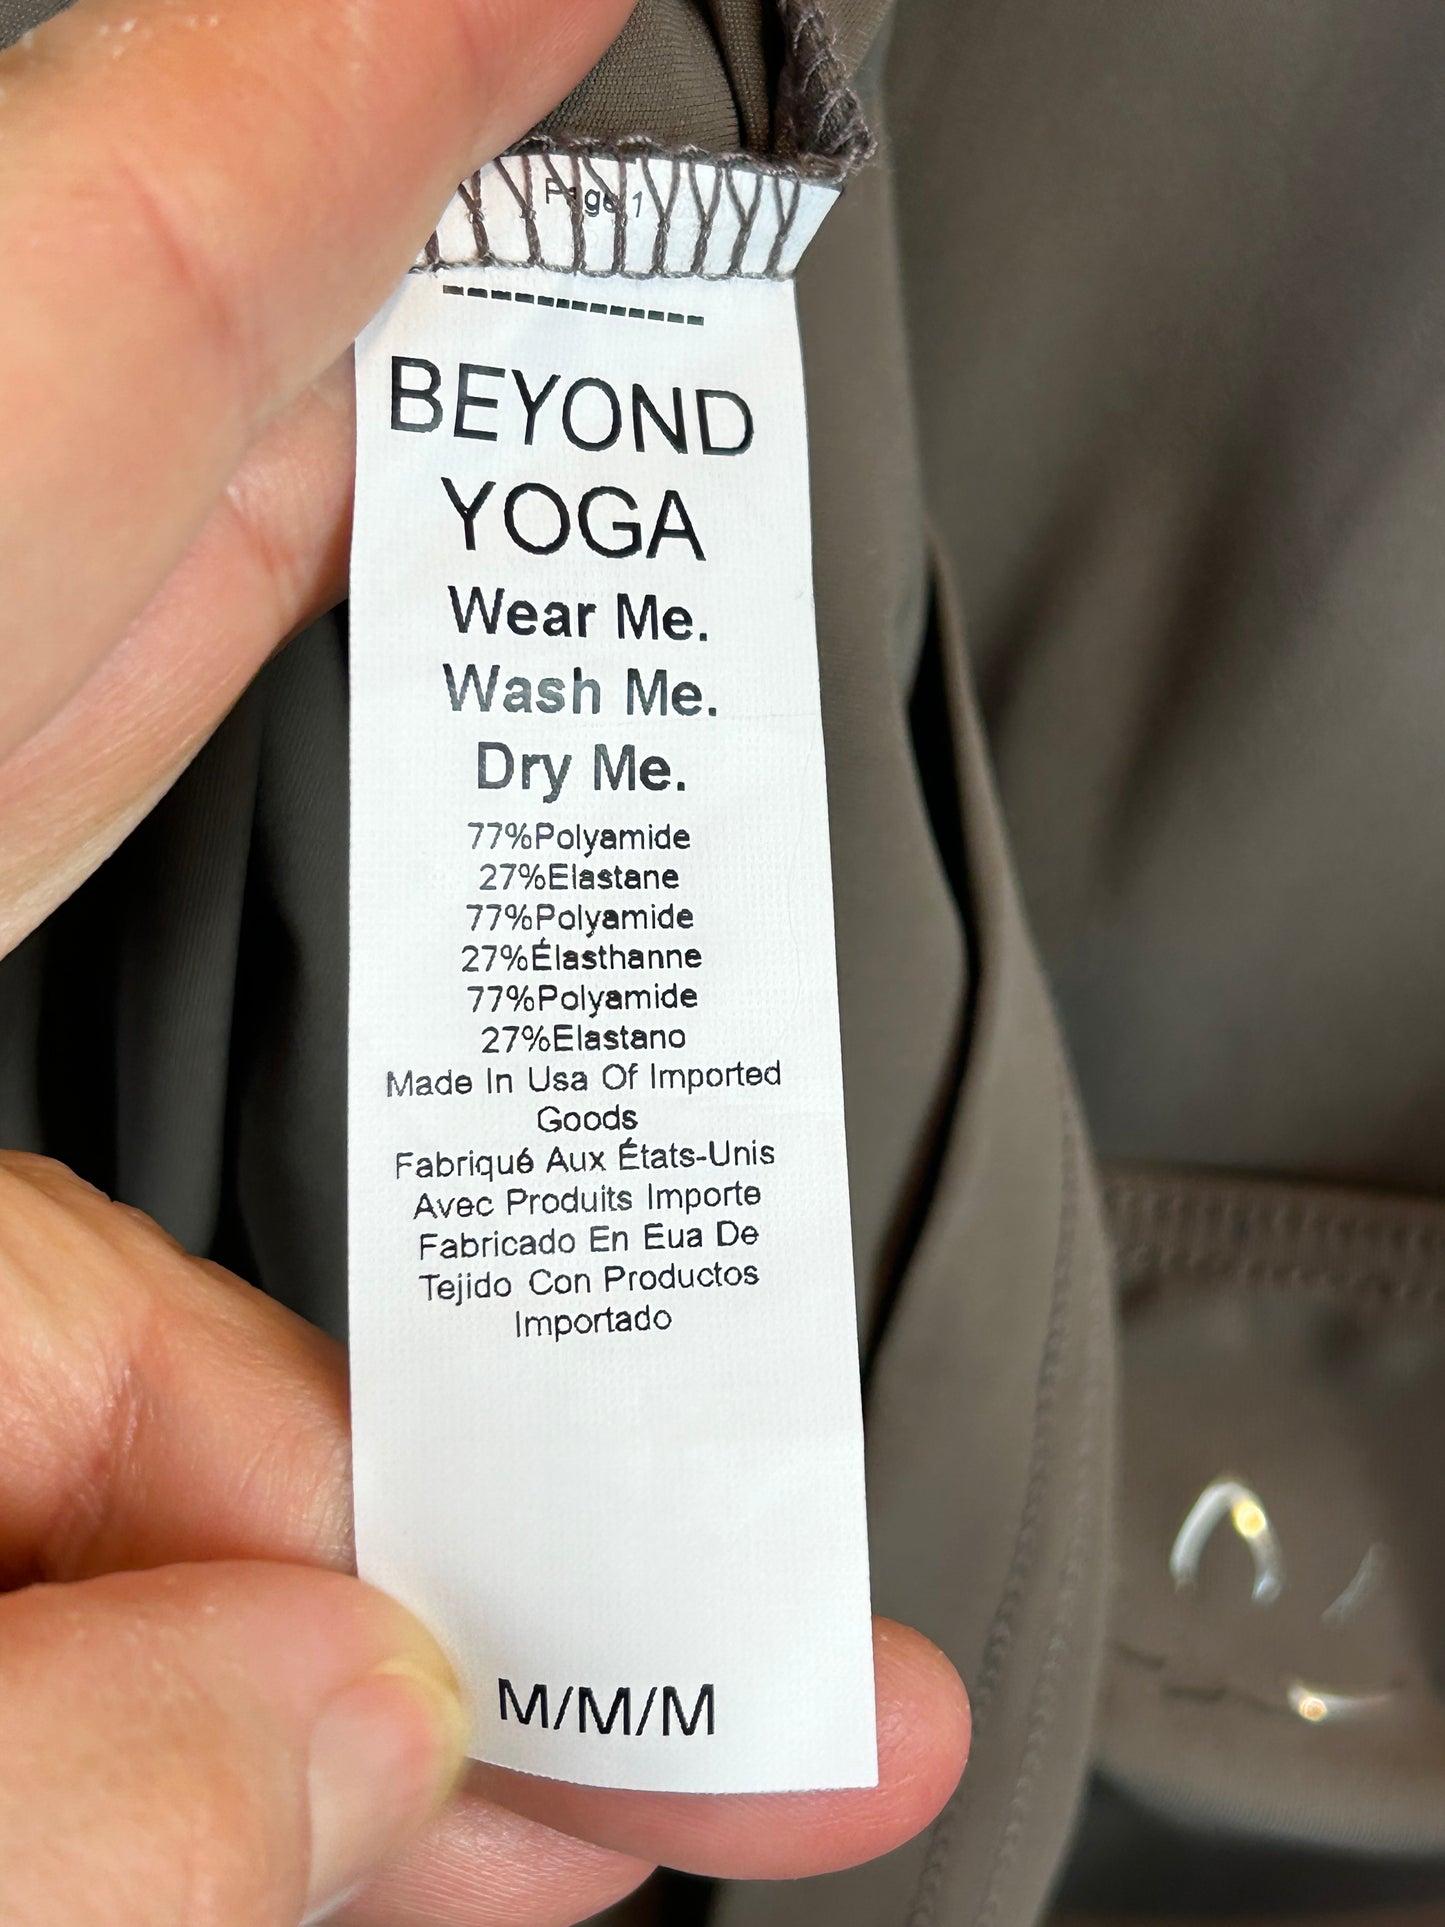 Page 1
-------------
BEYOND
YOGA
Wear Me.
Wash Me.
Dry Me.
77%Polyamide
27%Elastane
77%Polyamide
27%Élasthanne
77%Polyamide
27%Elastano
Made In Usa Of Imported
Goods
Fabriqué Aux États-Unis
Avec Produits Importe
Fabricado En Eua De
Tejido Con Productos
Importado
M/M/M